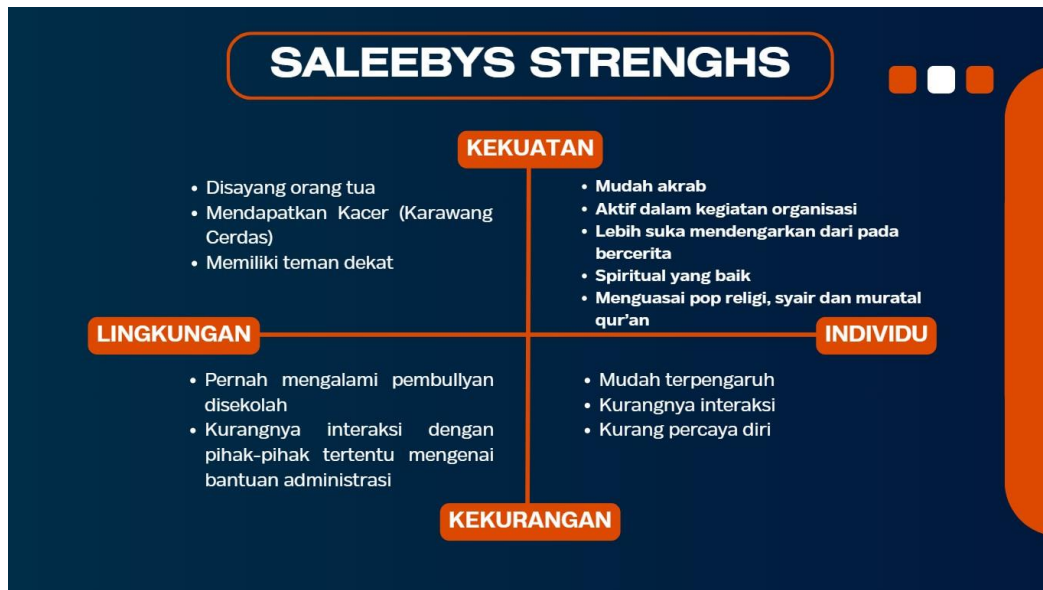 SALEEBYS STRENGHS
KEKUATAN
• Disayang orang tua
• Mendapatkan Kacer (Karawang
Cerdas)
• Memiliki teman dekat
• Mudah akrab
• Aktif dalam kegiatan organisasi
• Lebih suka mendengarkan dari pada
bercerita
• Spiritual yang baik
• Menguasai pop religi, syair dan muratal
qur'an
LINGKUNGAN
INDIVIDU
• Pernah mengalami pembullyan
disekolah
• Kurangnya interaksi dengan
pihak-pihak tertentu mengenai
bantuan administrasi
• Mudah terpengaruh
• Kurangnya interaksi
• Kurang percaya diri
KEKURANGAN